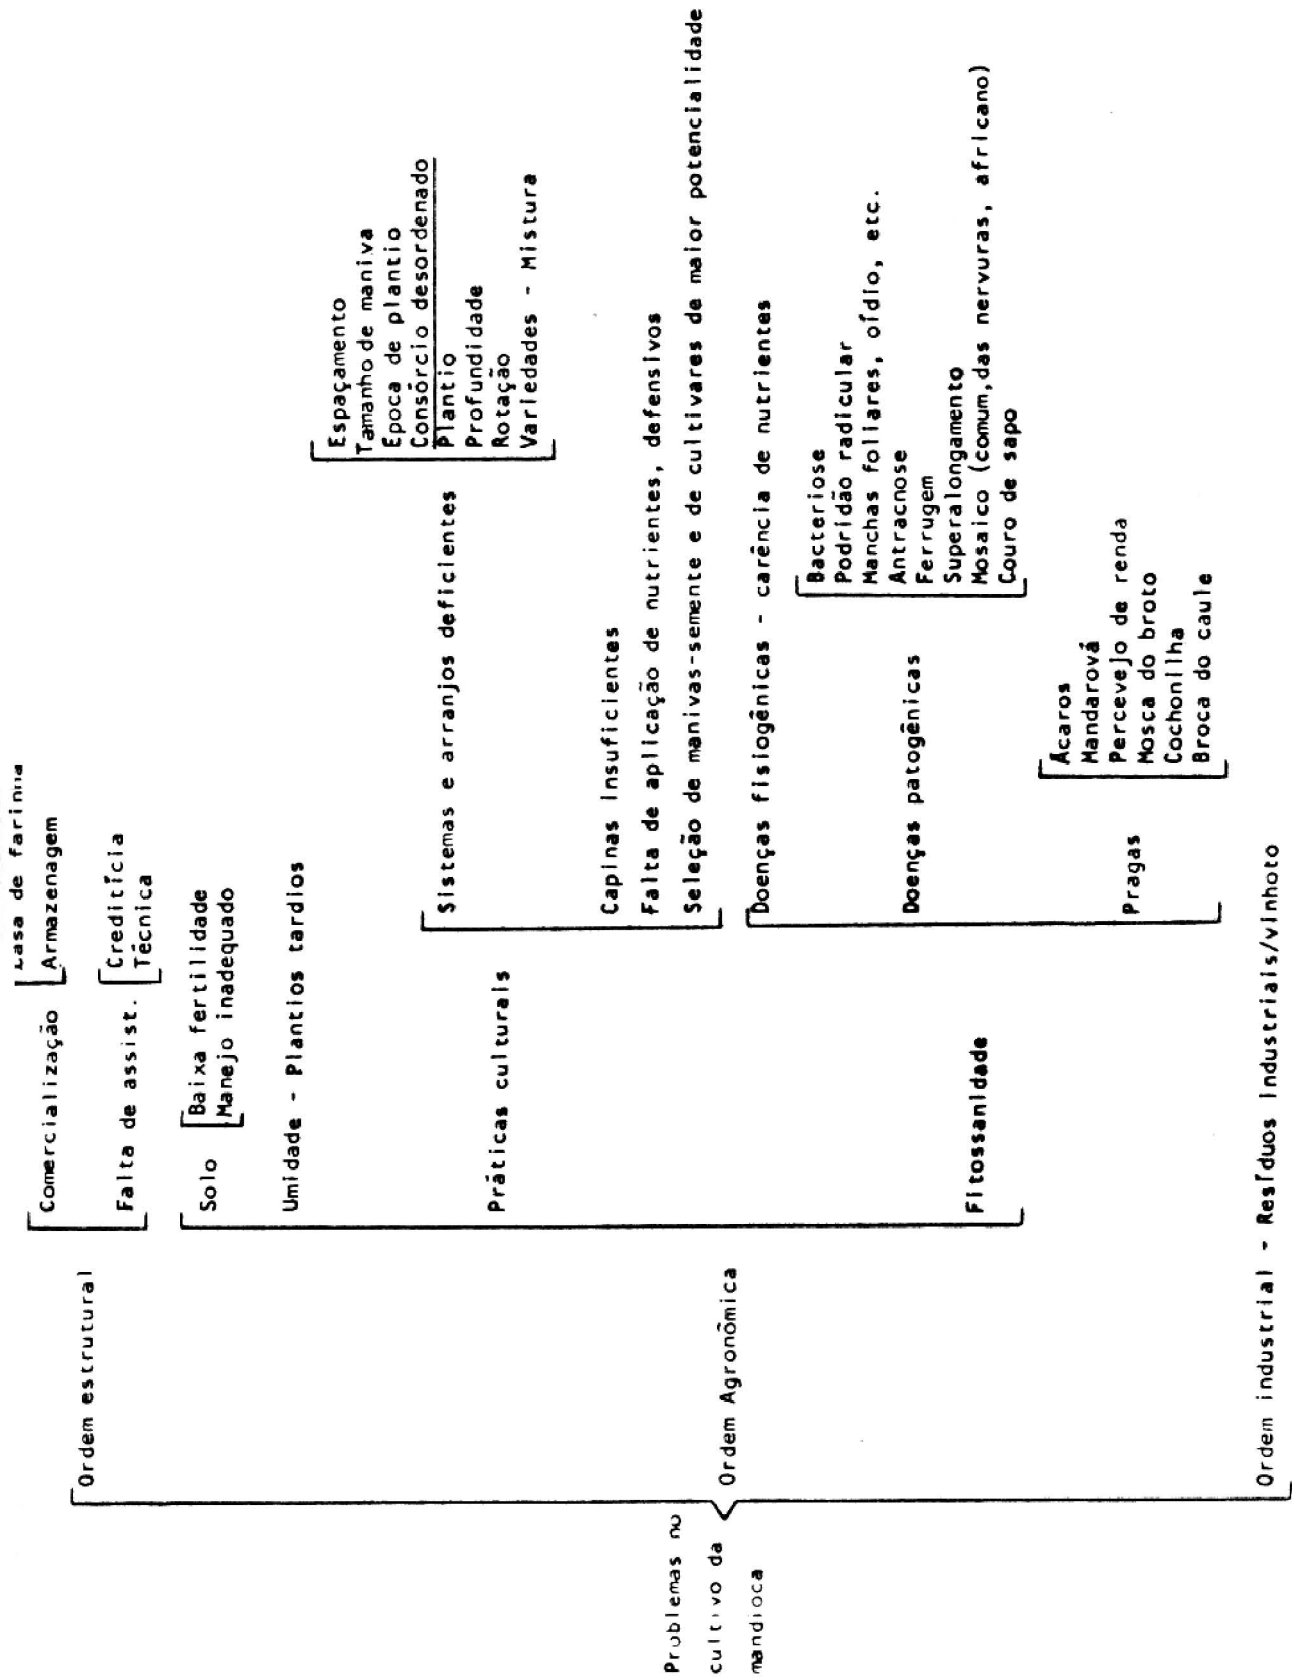 Problemas no
cultivo da
mandioca
Ordem estrutural
Comercialização
Casa de farinha
Armazenagem
Falta de assist.
Creditícia
Técnica
Ordem Agronômica
Solo
Baixa fertilidade
Manejo inadequado
Umidade - Plantios tardios
Práticas culturais
Sistemas e arranjos deficientes
Espaçamento
Tamanho de maniva
Epoca de plantio
Consórcio desordenado
Plantio
Profundidade
Rotação
Variedades - Mistura
Capinas insuficientes
Falta de aplicação de nutrientes, defensivos
Seleção de manivas-semente e de cultivares de maior potencialidade
Fitossanidade
Doenças fisiogênicas - carência de nutrientes
Doenças patogênicas
Bacteriose
Podridão radicular
Manchas foliares, oídio, etc.
Antracnose
Ferrugem
Superalongamento
Mosaico (comum,das nervuras, africano)
Couro de sapo
Pragas
Ácaros
Mandarová
Percevejo de renda
Mosca do broto
Cochonilha
Broca do caule
Ordem industrial - Resíduos industriais/vinhoto